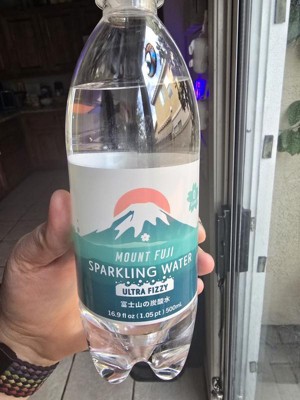 MOUNT FUJI
SPARKLING WATER
ULTRA FIZZY
富士山の炭酸水
16.9 fl oz (1.05 pt) 500mL